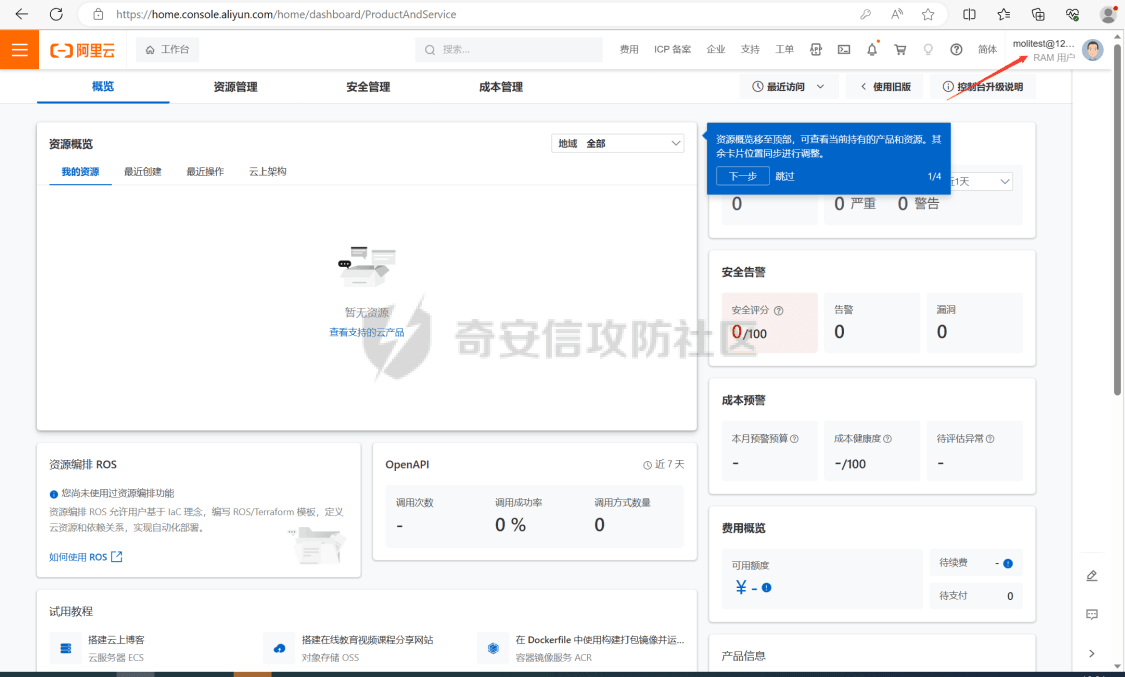 https://home.console.aliyun.com/home/dashboard/ProductAndService
阿里云
工作台
搜索...
费用
ICP 备案
企业
支持
工单
简体
molitest@12...
RAM 用户
概览
资源管理
安全管理
成本管理
最近访问
使用旧版
控制台升级说明
资源概览
地域 全部
我的资源
最近创建
最近操作
云上架构
暂无资源
查看支持的云产品
资源概览移至顶部，可查看当前持有的产品和资源。其
余卡片位置同步进行调整。
下一步
跳过
1/4
近1天
0
0 严重
0 警告
安全告警
安全评分
0/100
告警
0
漏洞
0
奇安信攻防社区
成本预警
本月预警预算
-
成本健康度
-/100
待评估异常
-
资源编排 ROS
您尚未使用过资源编排功能
资源编排 ROS 允许用户基于 IaC 理念，编写 ROS/Terraform 模板，定义
云资源和依赖关系，实现自动化部署。
如何使用 ROS
OpenAPI
近 7 天
调用次数
-
调用成功率
0 %
调用方式数量
0
费用概览
可用额度
¥ -
待续费
-
待支付
0
试用教程
搭建云上博客
云服务器 ECS
搭建在线教育视频课程分享网站
对象存储 OSS
在 Dockerfile 中使用构建打包镜像并运...
容器镜像服务 ACR
产品信息